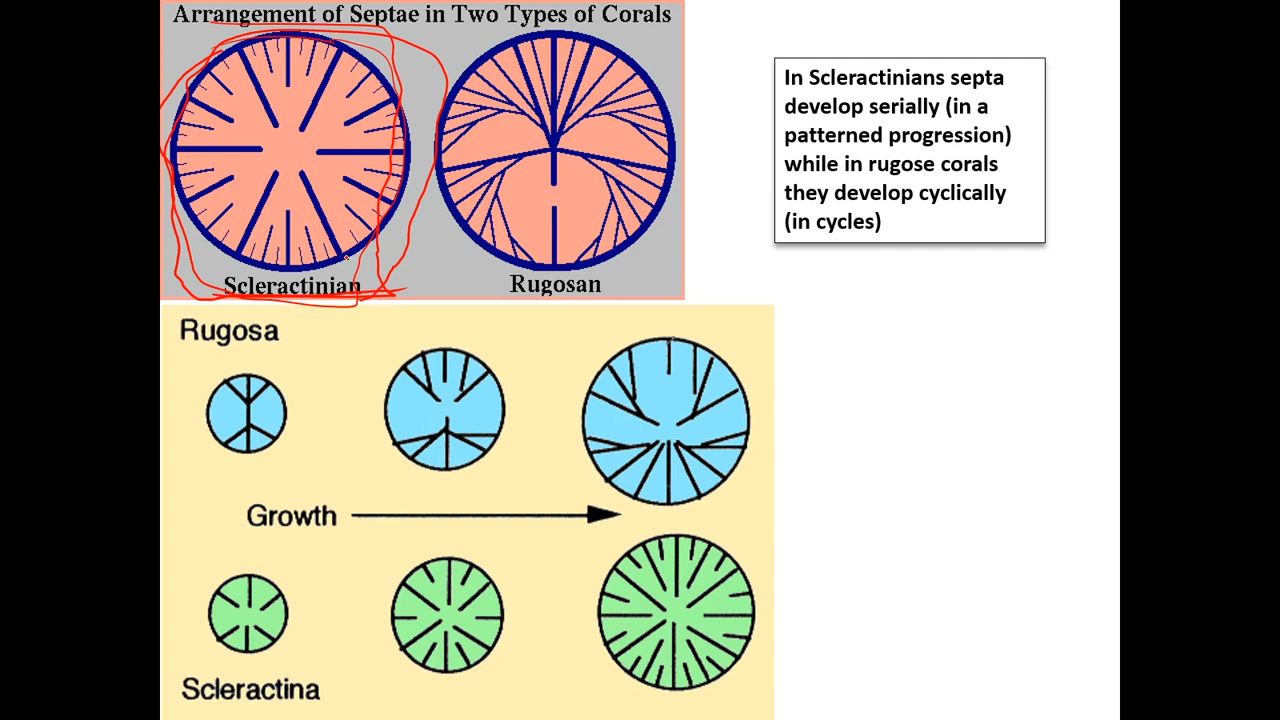 Arrangement of Septae in Two Types of Corals
Scleractinian
Rugosan
In Scleractinians septa
develop serially (in a
patterned progression)
while in rugose corals
they develop cyclically
(in cycles)
Rugosa
Growth
Scleractina